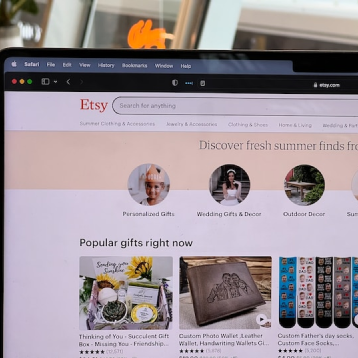 Safari File Edit View History Bookmarks Window Help
etsy.com
Etsy Search for anything
Summer Clothing & Accessories Jewelry & Accessories Clothing & Shoes Home & Living Wedding &
Discover fresh summer finds
Personalized Gifts Wedding Gifts & Decor Outdoor Decor
Popular gifts right now
Sending you
Sunshine
Thinking of You - Succulent Gift Custom Photo Wallet ,Leather Custom Father's day socks
Box - Missing You - Friendship... Wallet, Handwriting Wallets Gi... Custom Face Socks,